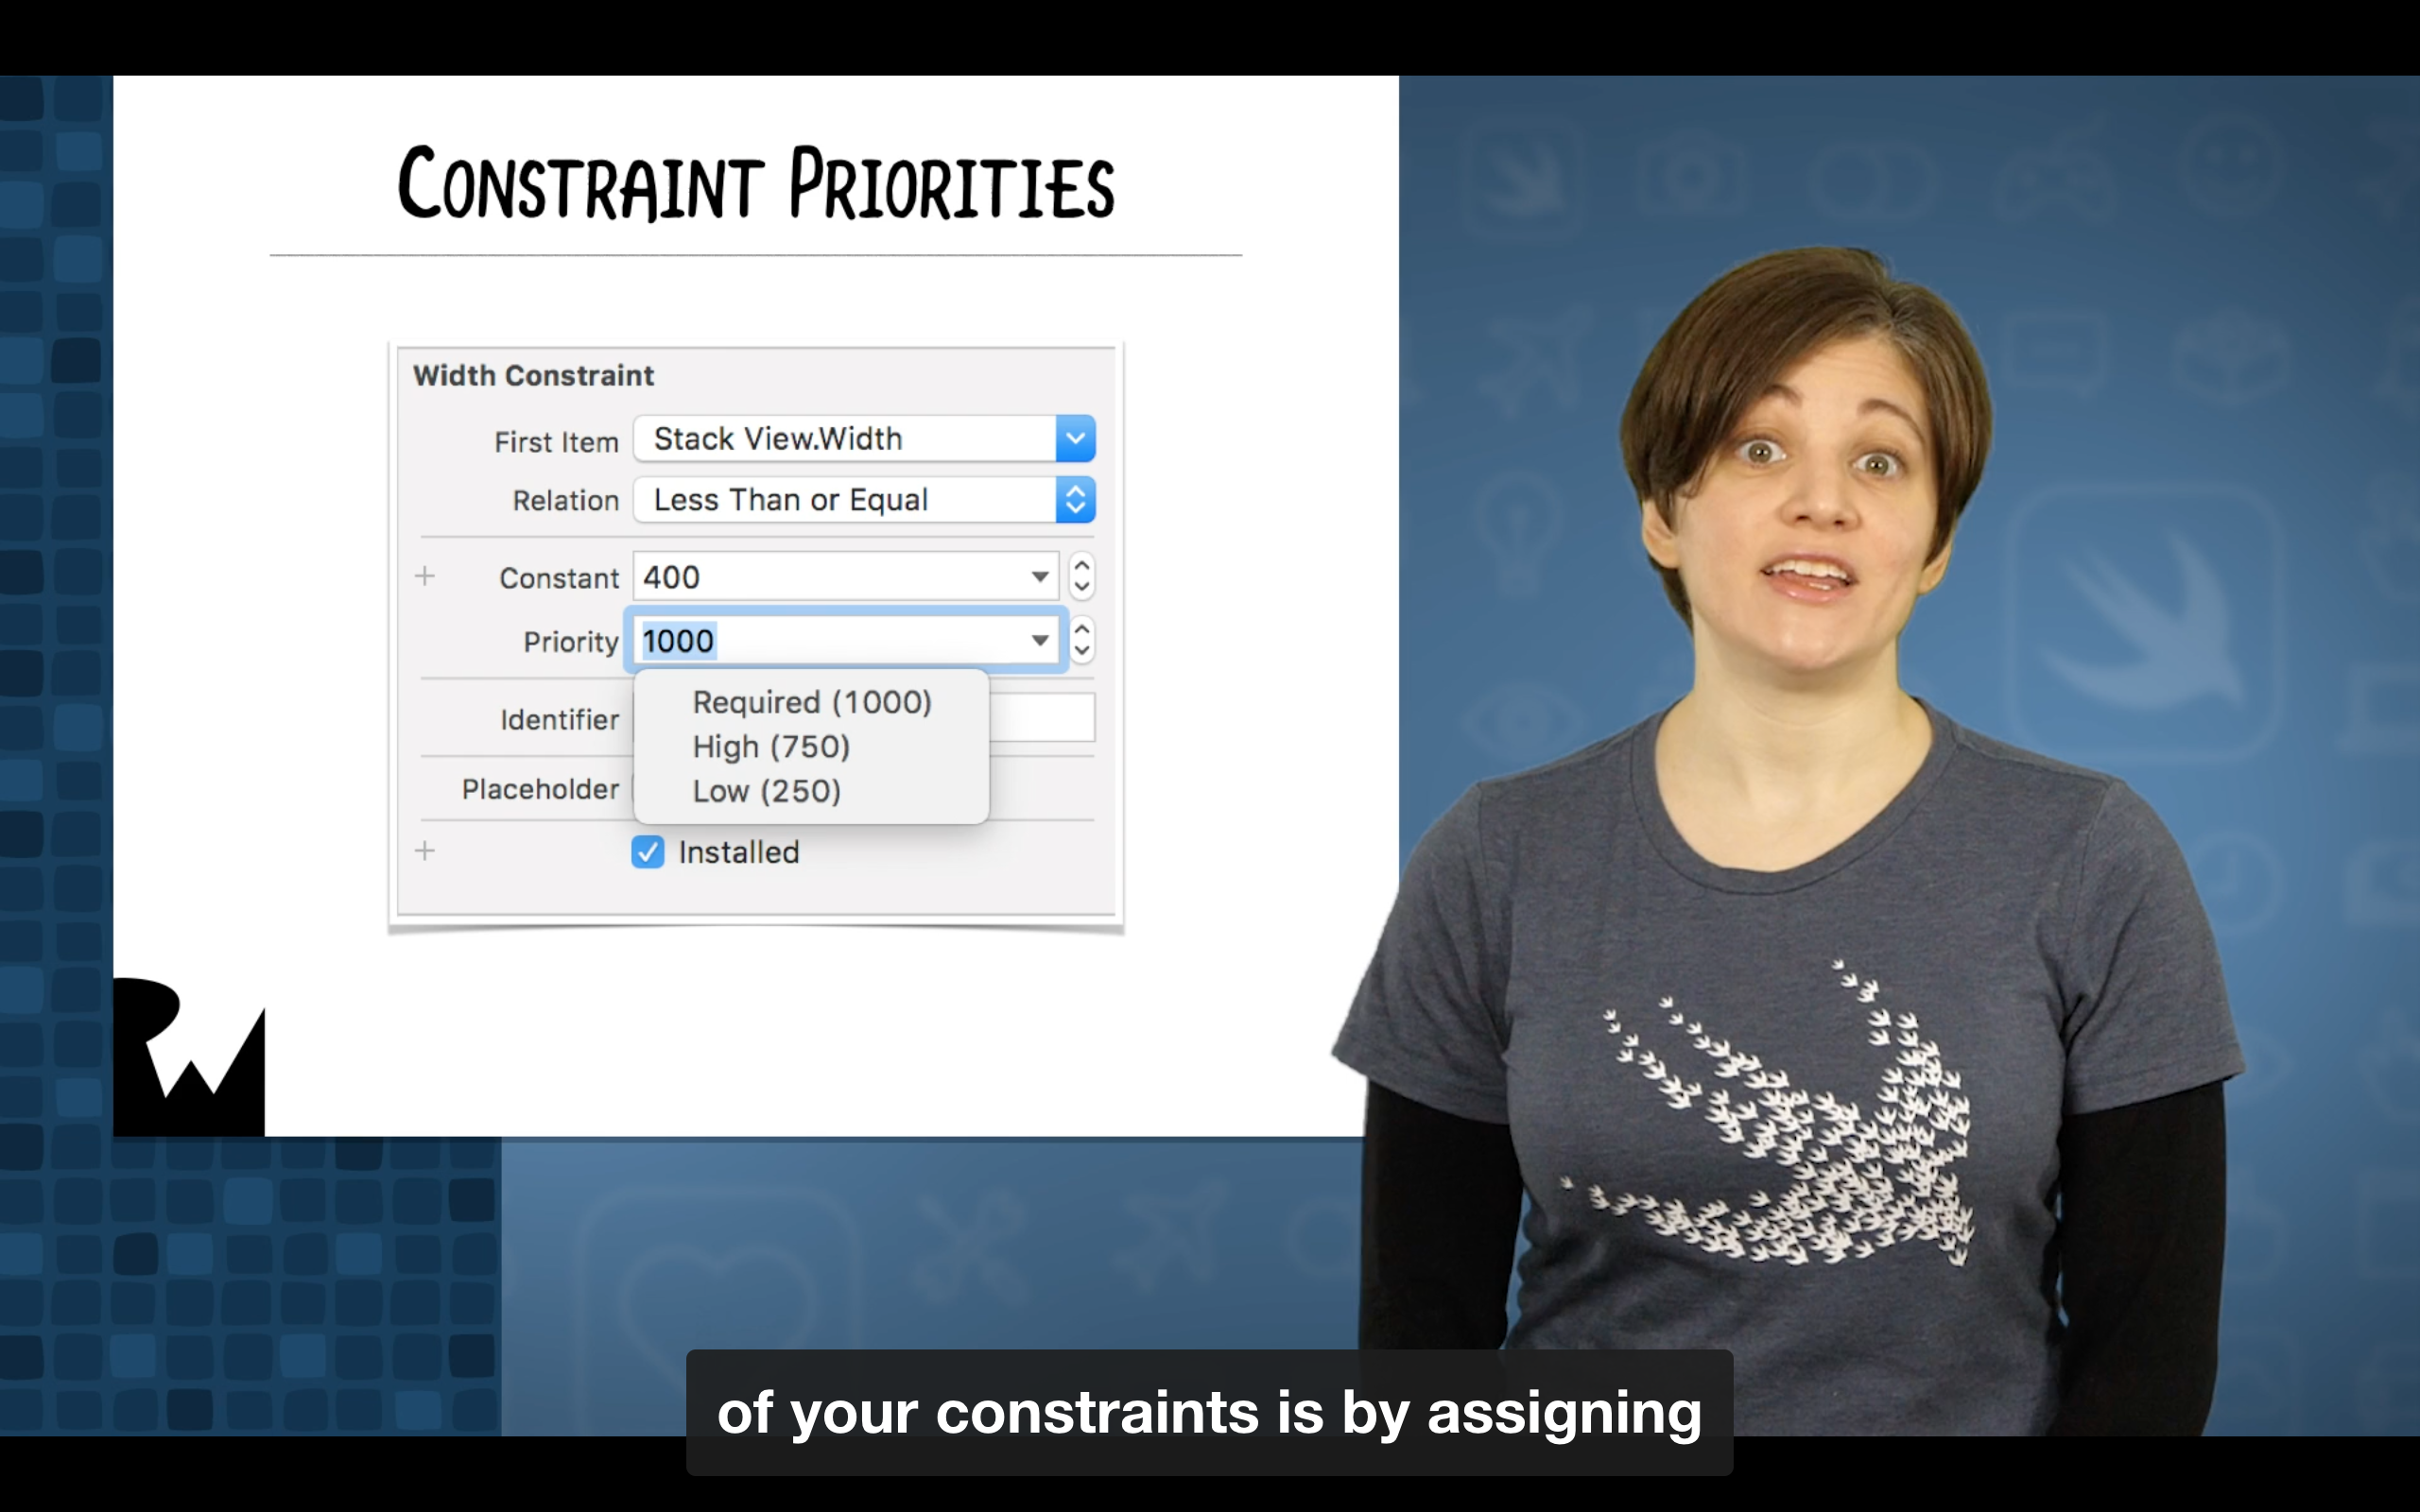 CONSTRAINT PRIORITIES
Width Constraint
First Item Stack View.Width
Relation Less Than or Equal
+ Constant 400
Priority 1000
Required (1000)
High (750)
Low (250)
Identifier
Placeholder
+ Installed
RW
of your constraints is by assigning